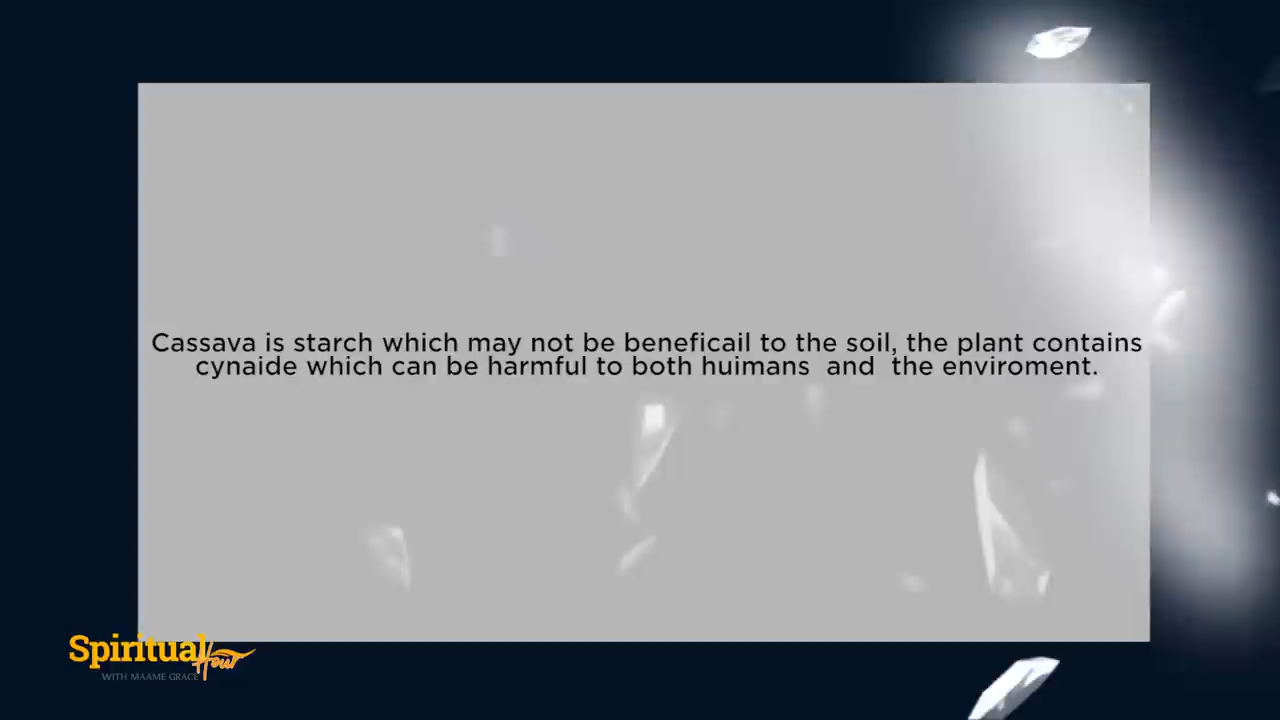 Cassava is starch which may not be beneficail to the soil, the plant contains
cynaide which can be harmful to both huimans and the enviroment.
Spiritual Hour
WITH MAAME GRACE